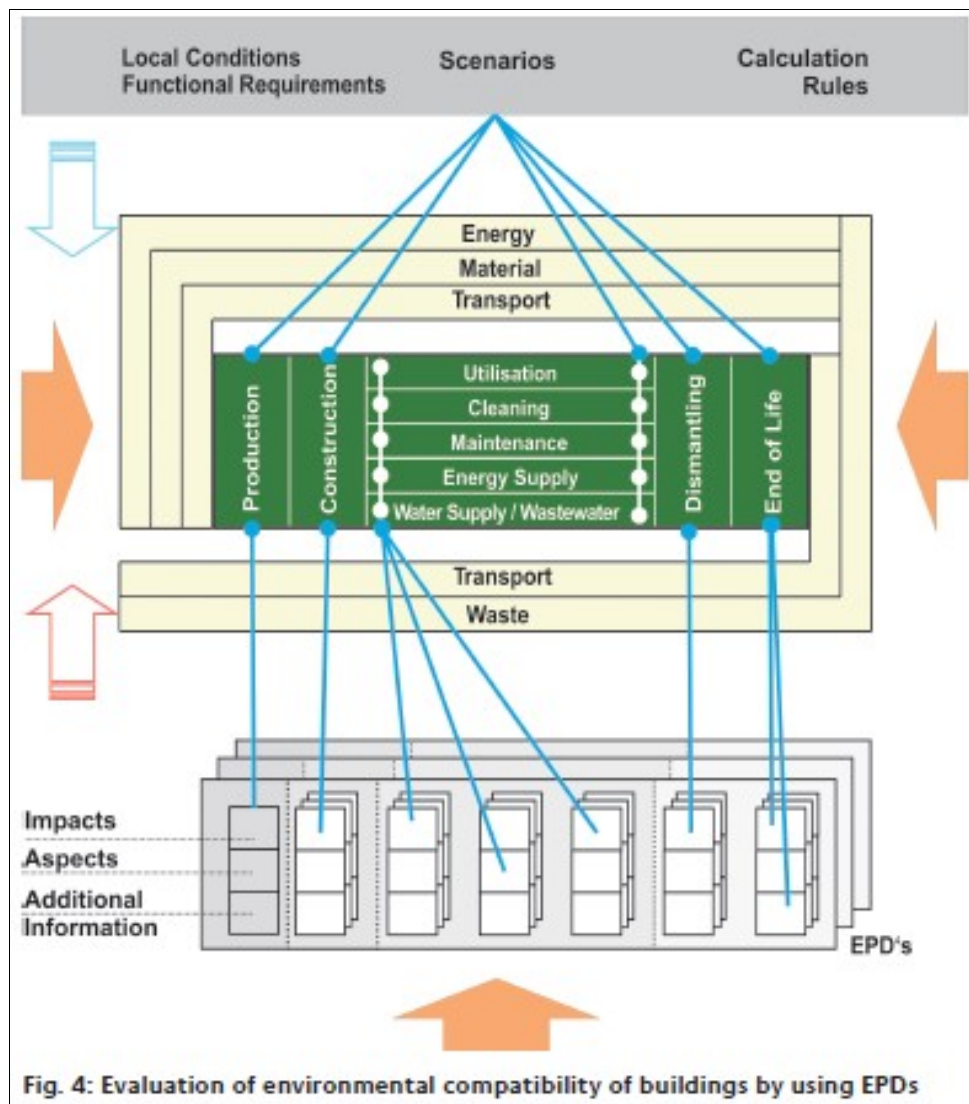 Local Conditions
Functional Requirements
Scenarios
Calculation
Rules
Energy
Material
Transport
Production
Construction
Utilisation
Cleaning
Maintenance
Energy Supply
Water Supply / Wastewater
Dismantling
End of Life
Transport
Waste
Impacts
Aspects
Additional
Information
EPD's
Fig. 4: Evaluation of environmental compatibility of buildings by using EPDs